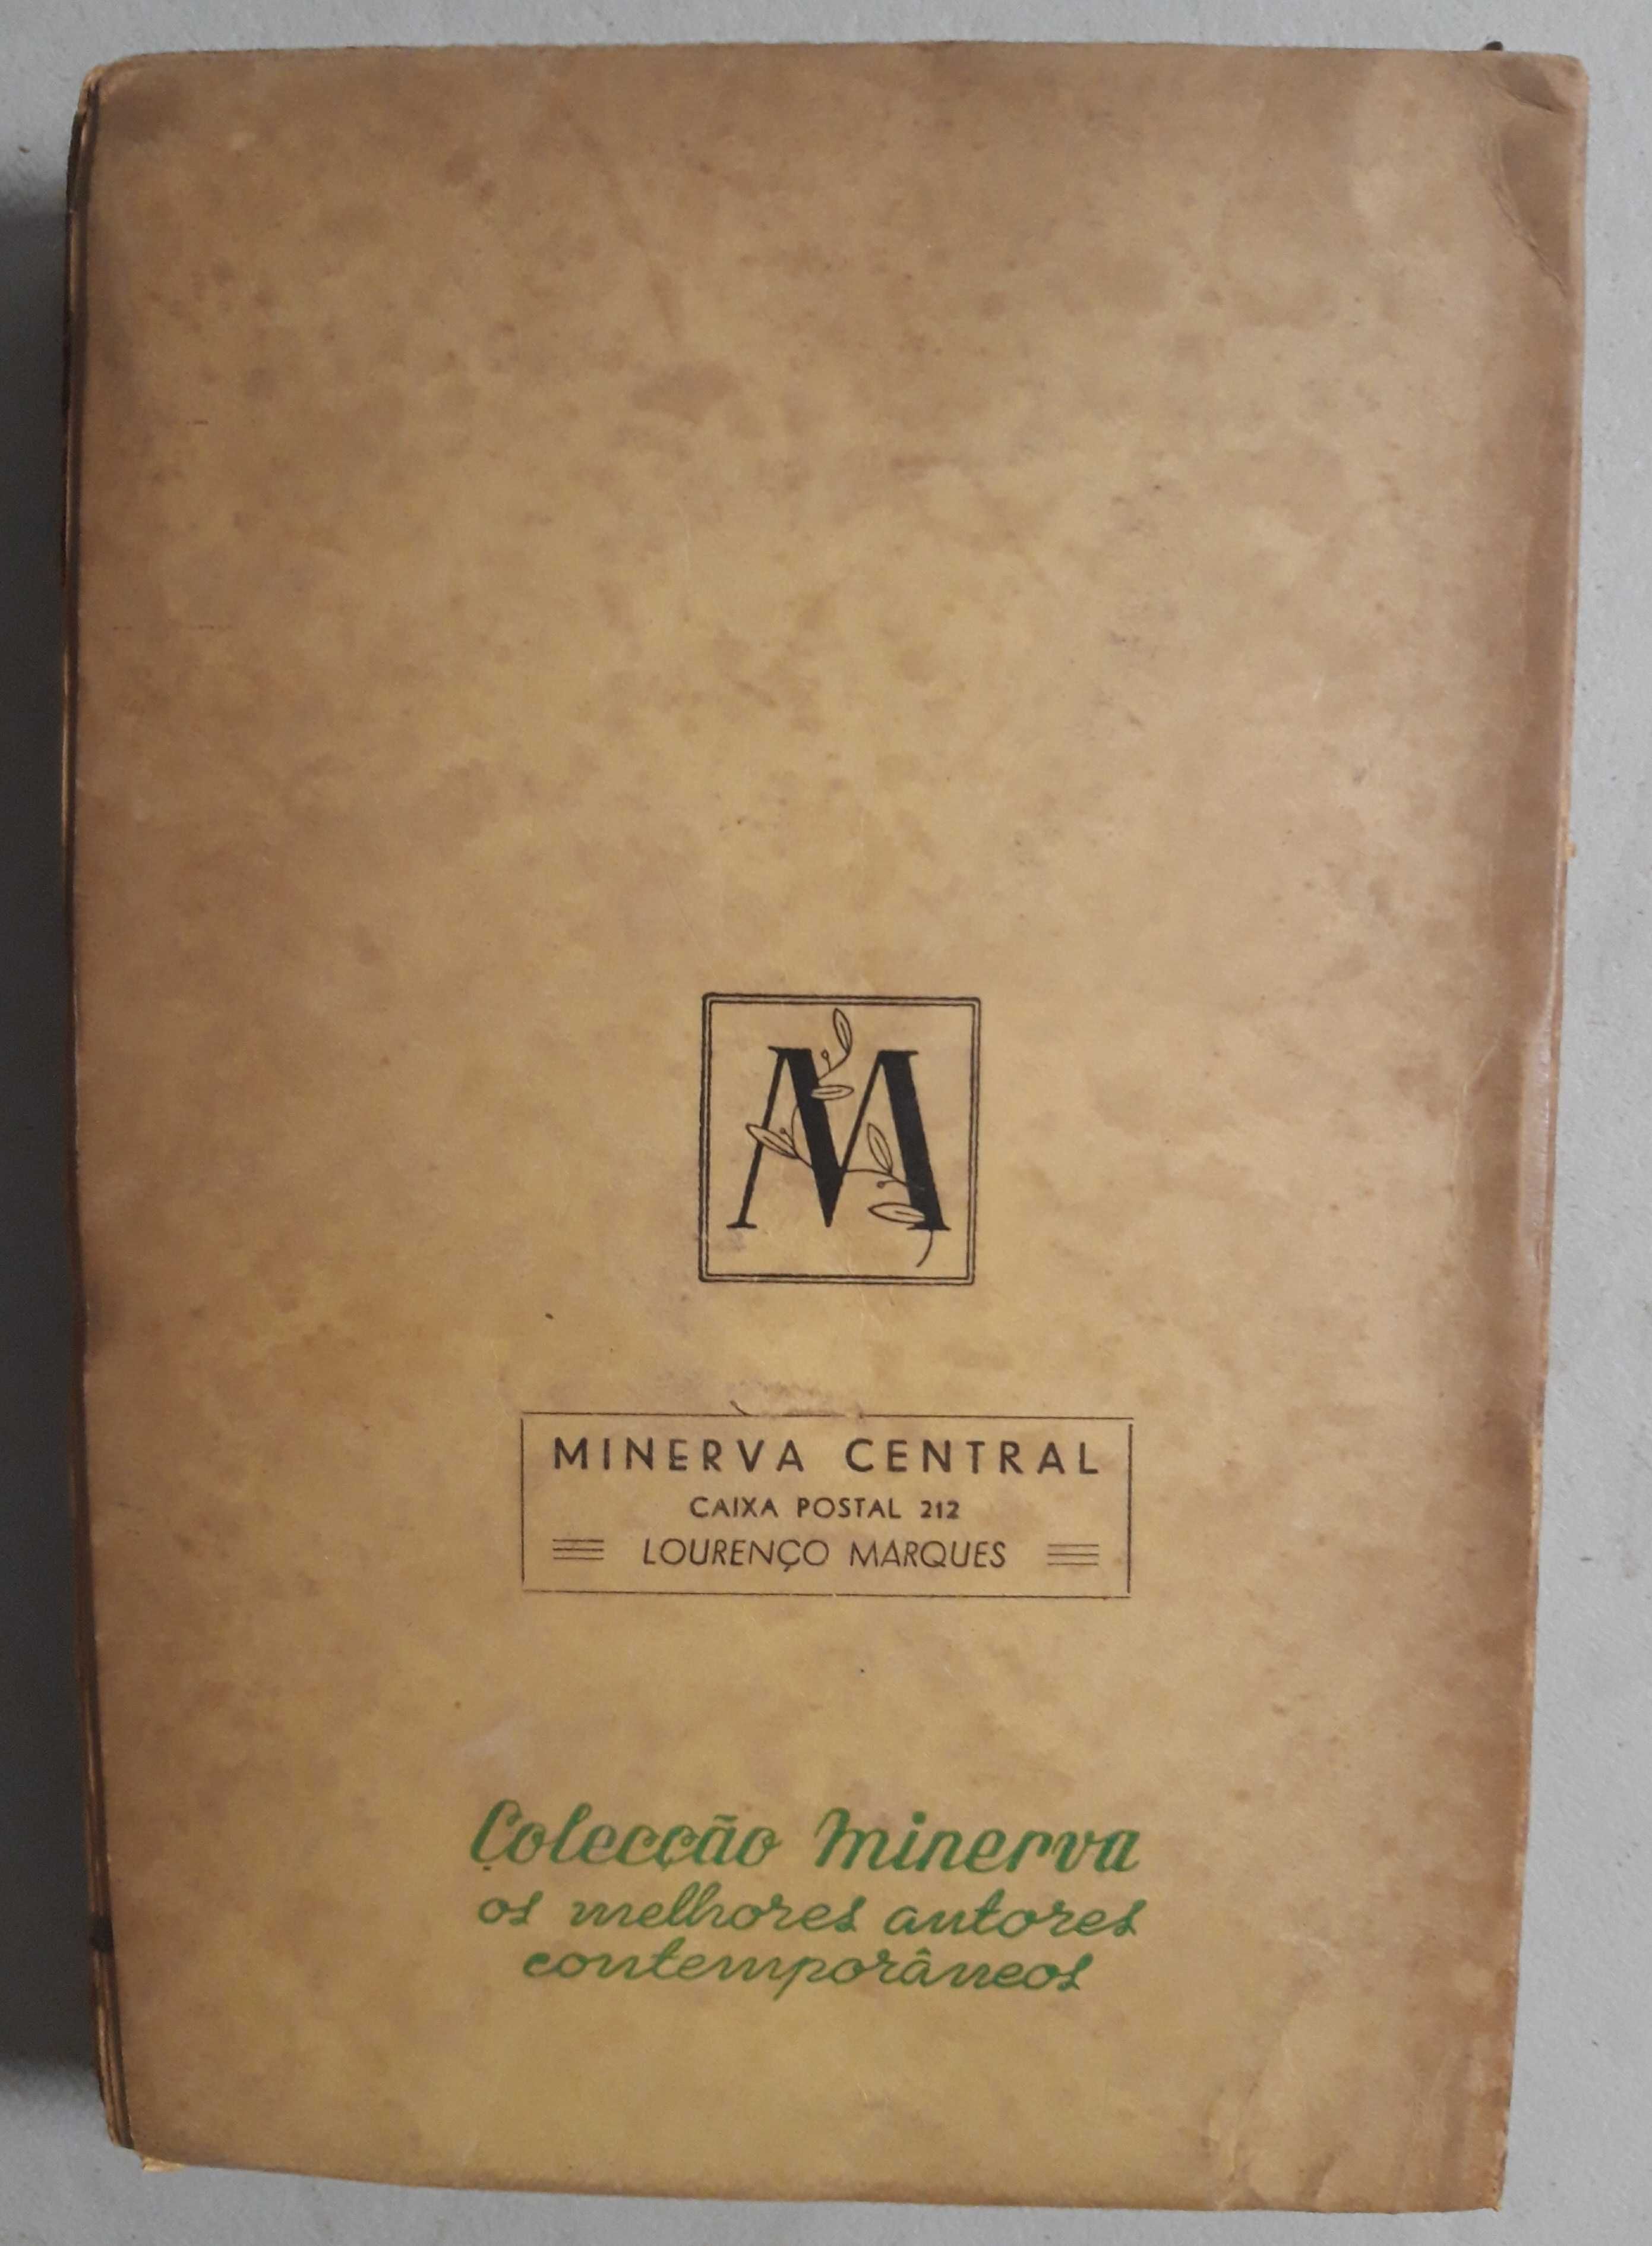 M
MINERVA CENTRAL
CAIXA POSTAL 212
LOURENÇO MARQUES
Colecção Minerva
os melhores autores
contemporâneos